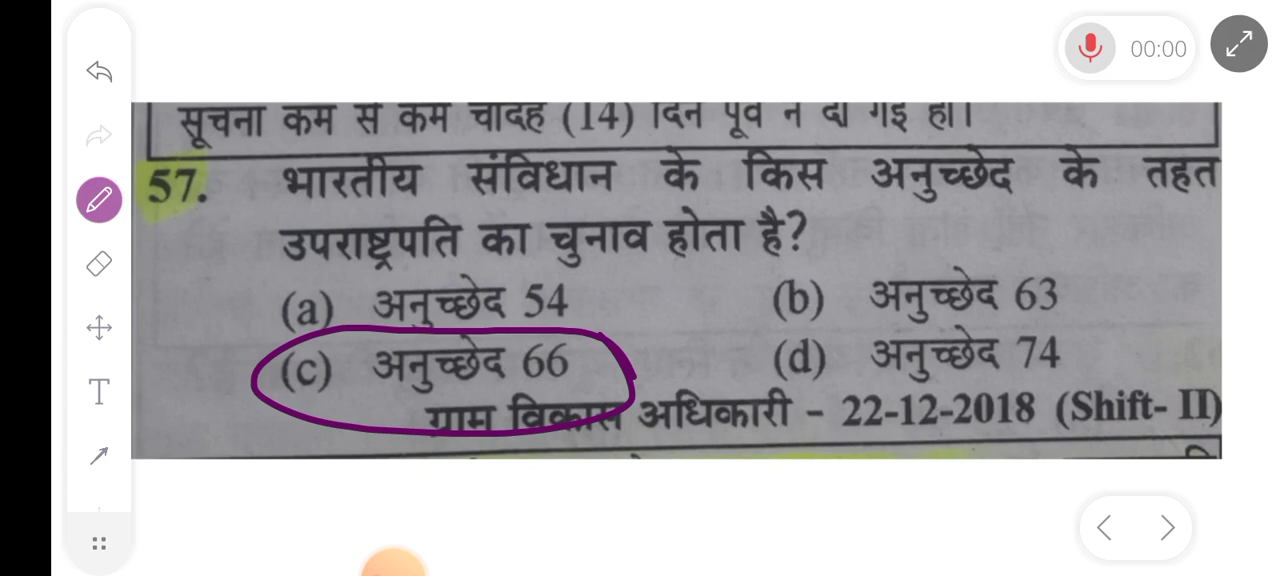 00:00
सूचना कम से कम चौदह (14) दिन पूर्व न दी गई हो।
57. भारतीय संविधान के किस अनुच्छेद के तहत
उपराष्ट्रपति का चुनाव होता है?
(a) अनुच्छेद 54 (b) अनुच्छेद 63
(c) अनुच्छेद 66 (d) अनुच्छेद 74
ग्राम विकास अधिकारी - 22-12-2018 (Shift- II)
T